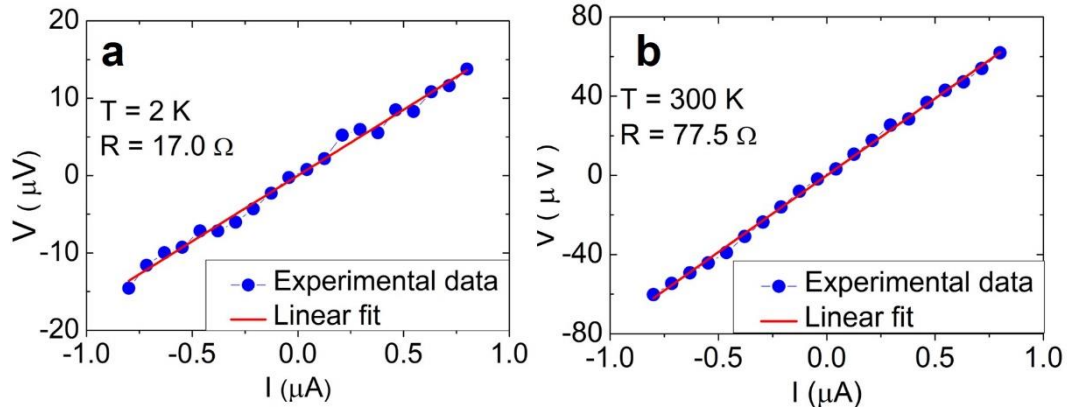 a
T = 2 K
R = 17.0 Ω
20
10
0
-10
-20
V ( μV)
Experimental data
Linear fit
-1.0 -0.5 0.0 0.5 1.0
I (μA)
b
T = 300 K
R = 77.5 Ω
80
40
0
-40
-80
V ( μ V )
Experimental data
Linear fit
-1.0 -0.5 0.0 0.5 1.0
I (μA)